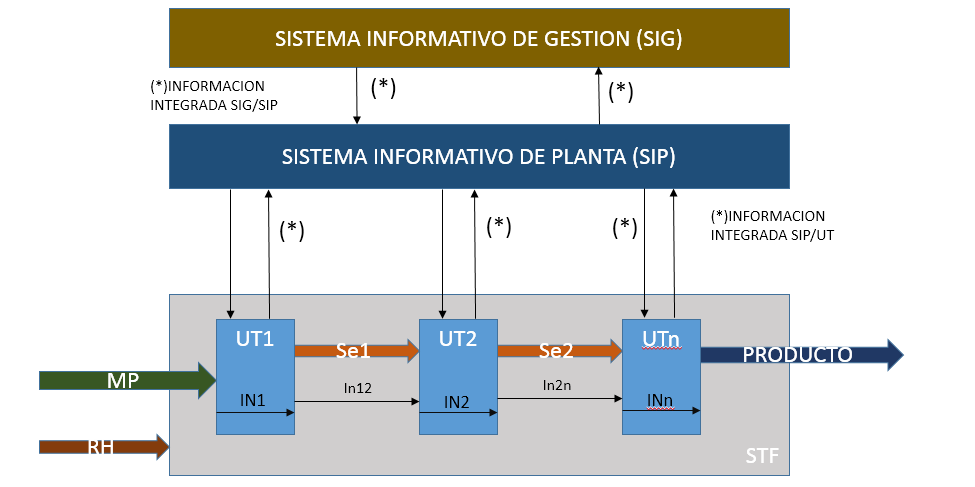 SISTEMA INFORMATIVO DE GESTION (SIG)
(*)INFORMACION
INTEGRADA SIG/SIP
(*)
(*)
SISTEMA INFORMATIVO DE PLANTA (SIP)
(*)
(*)
(*)
(*)INFORMACION
INTEGRADA SIP/UT
UT1
Se1
UT2
Se2
UTn
PRODUCTO
MP
In12
In2n
IN1
IN2
INn
RH
STF